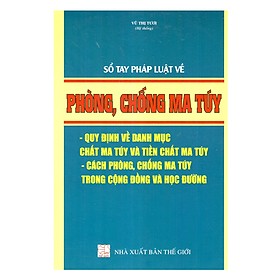 VŨ THỊ TƯƠI
(Hệ thống)
SỔ TAY PHÁP LUẬT VỀ
PHÒNG, CHỐNG MA TÚY
- QUY ĐỊNH VỀ DANH MỤC
CHẤT MA TÚY VÀ TIỀN CHẤT MA TÚY
- CÁCH PHÒNG, CHỐNG MA TÚY
TRONG CỘNG ĐỒNG VÀ HỌC ĐƯỜNG
NHÀ XUẤT BẢN THẾ GIỚI